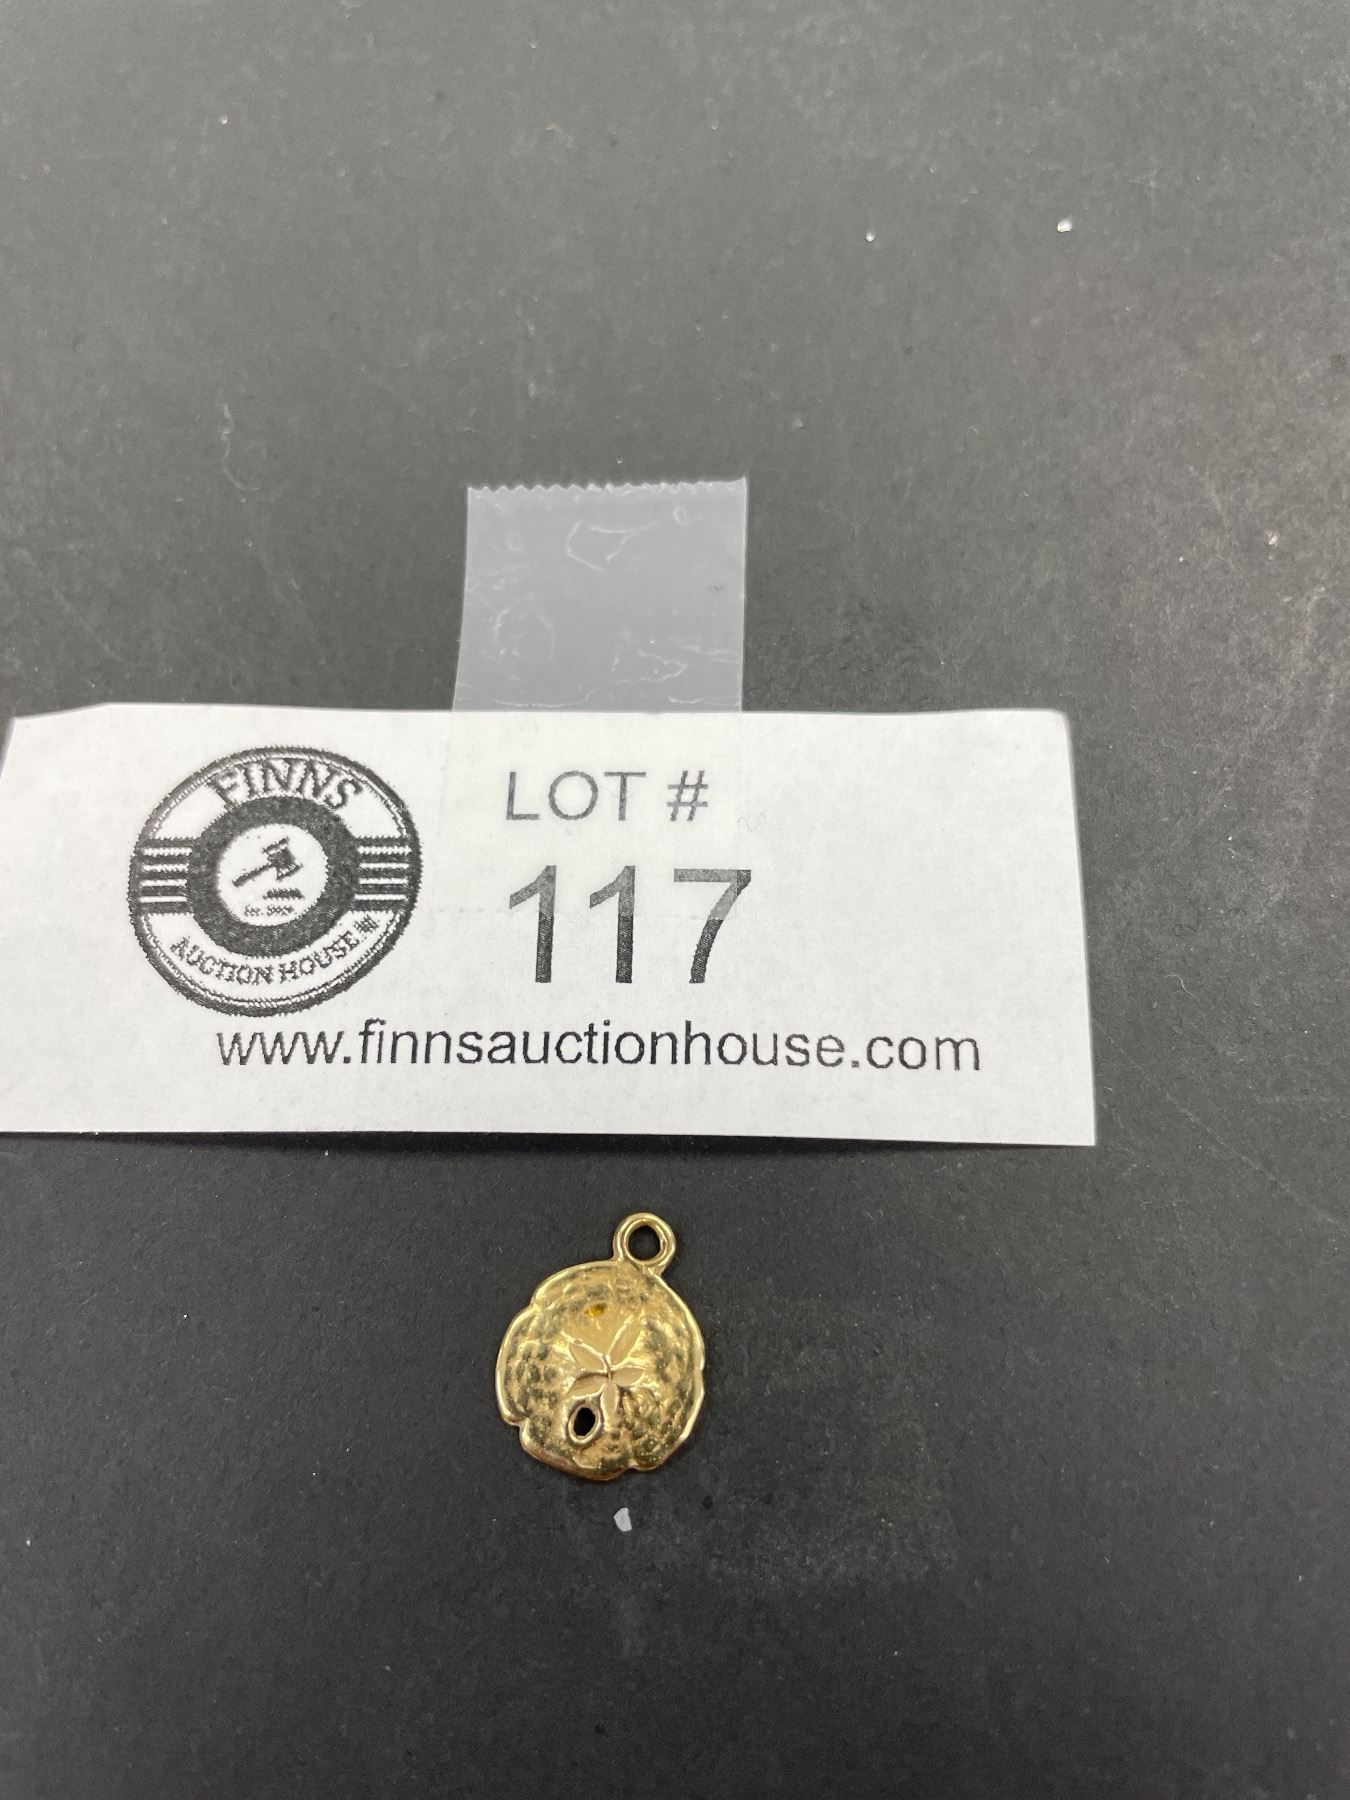 FINNS
AUCTION HOUSE
LOT #
117
www.finnsauctionhouse.com